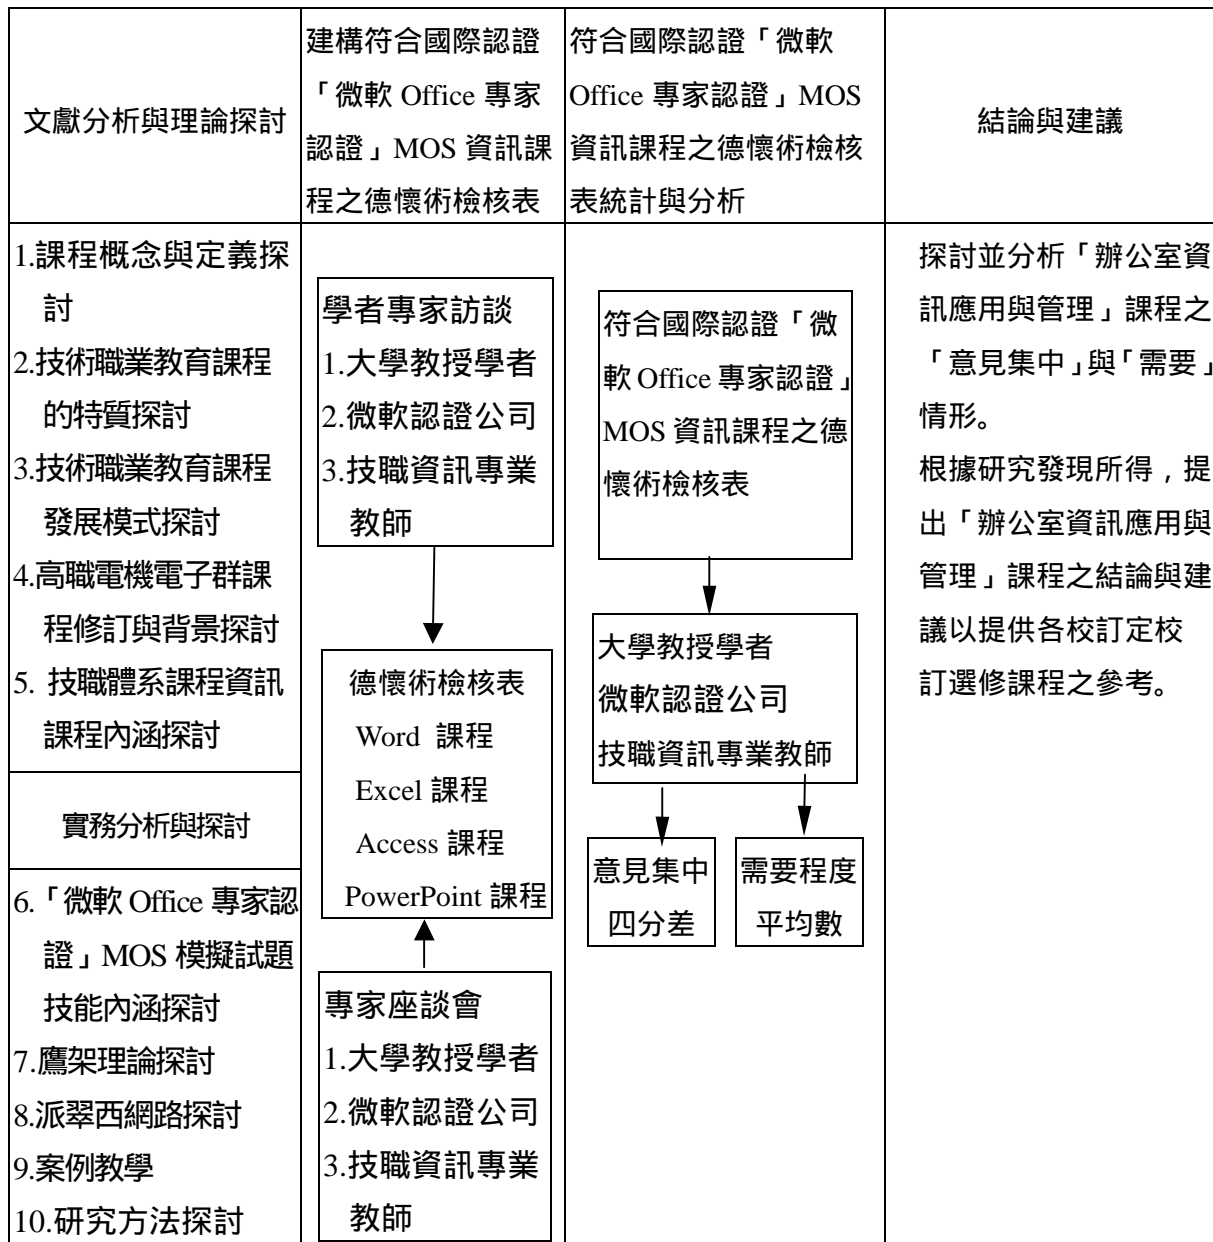 文獻分析與理論探討
建構符合國際認證
「微軟 Office 專家
認證」MOS 資訊課
程之德懷術檢核表
符合國際認證「微軟
Office 專家認證」MOS
資訊課程之德懷術檢核
表統計與分析
結論與建議
1.課程概念與定義探
討
2.技術職業教育課程
的特質探討
3.技術職業教育課程
發展模式探討
4.高職電機電子群課
程修訂與背景探討
5. 技職體系課程資訊
課程內涵探討
實務分析與探討
6.「微軟 Office 專家認
證」MOS 模擬試題
技能內涵探討
7.鷹架理論探討
8.派翠西網路探討
9.案例教學
10.研究方法探討
學者專家訪談
1.大學教授學者
2.微軟認證公司
3.技職資訊專業
教師
德懷術檢核表
Word 課程
Excel 課程
Access 課程
PowerPoint 課程
專家座談會
1.大學教授學者
2.微軟認證公司
3.技職資訊專業
教師
符合國際認證「微
軟 Office 專家認證」
MOS 資訊課程之德
懷術檢核表
大學教授學者
微軟認證公司
技職資訊專業教師
意見集中
四分差
需要程度
平均數
探討並分析「辦公室資
訊應用與管理」課程之
「意見集中」與「需要」
情形。
根據研究發現所得，提
出「辦公室資訊應用與
管理」課程之結論與建
議以提供各校訂定校
訂選修課程之參考。